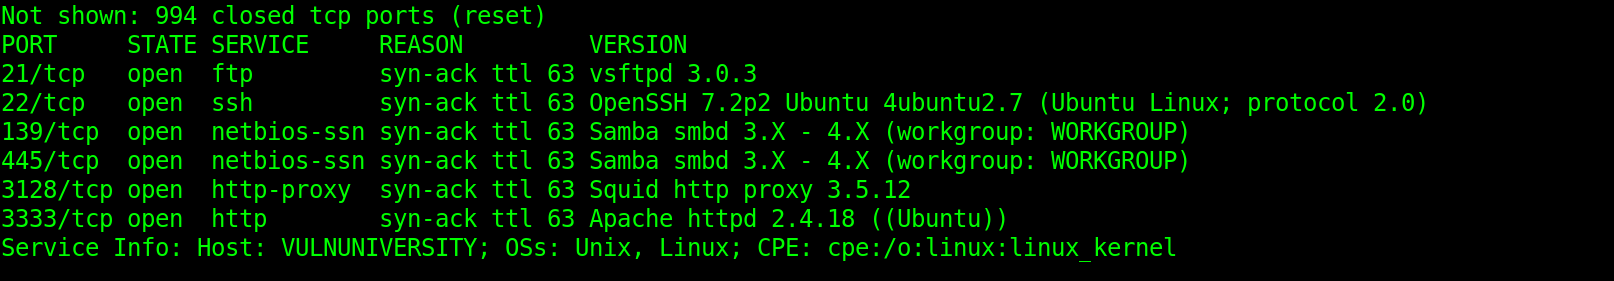 Not shown: 994 closed tcp ports (reset)
PORT     STATE SERVICE     REASON         VERSION
21/tcp   open  ftp         syn-ack ttl 63 vsftpd 3.0.3
22/tcp   open  ssh         syn-ack ttl 63 OpenSSH 7.2p2 Ubuntu 4ubuntu2.7 (Ubuntu Linux; protocol 2.0)
139/tcp  open  netbios-ssn syn-ack ttl 63 Samba smbd 3.X - 4.X (workgroup: WORKGROUP)
445/tcp  open  netbios-ssn syn-ack ttl 63 Samba smbd 3.X - 4.X (workgroup: WORKGROUP)
3128/tcp open  http-proxy  syn-ack ttl 63 Squid http proxy 3.5.12
3333/tcp open  http        syn-ack ttl 63 Apache httpd 2.4.18 ((Ubuntu))
Service Info: Host: VULNUNIVERSITY; OSs: Unix, Linux; CPE: cpe:/o:linux:linux_kernel